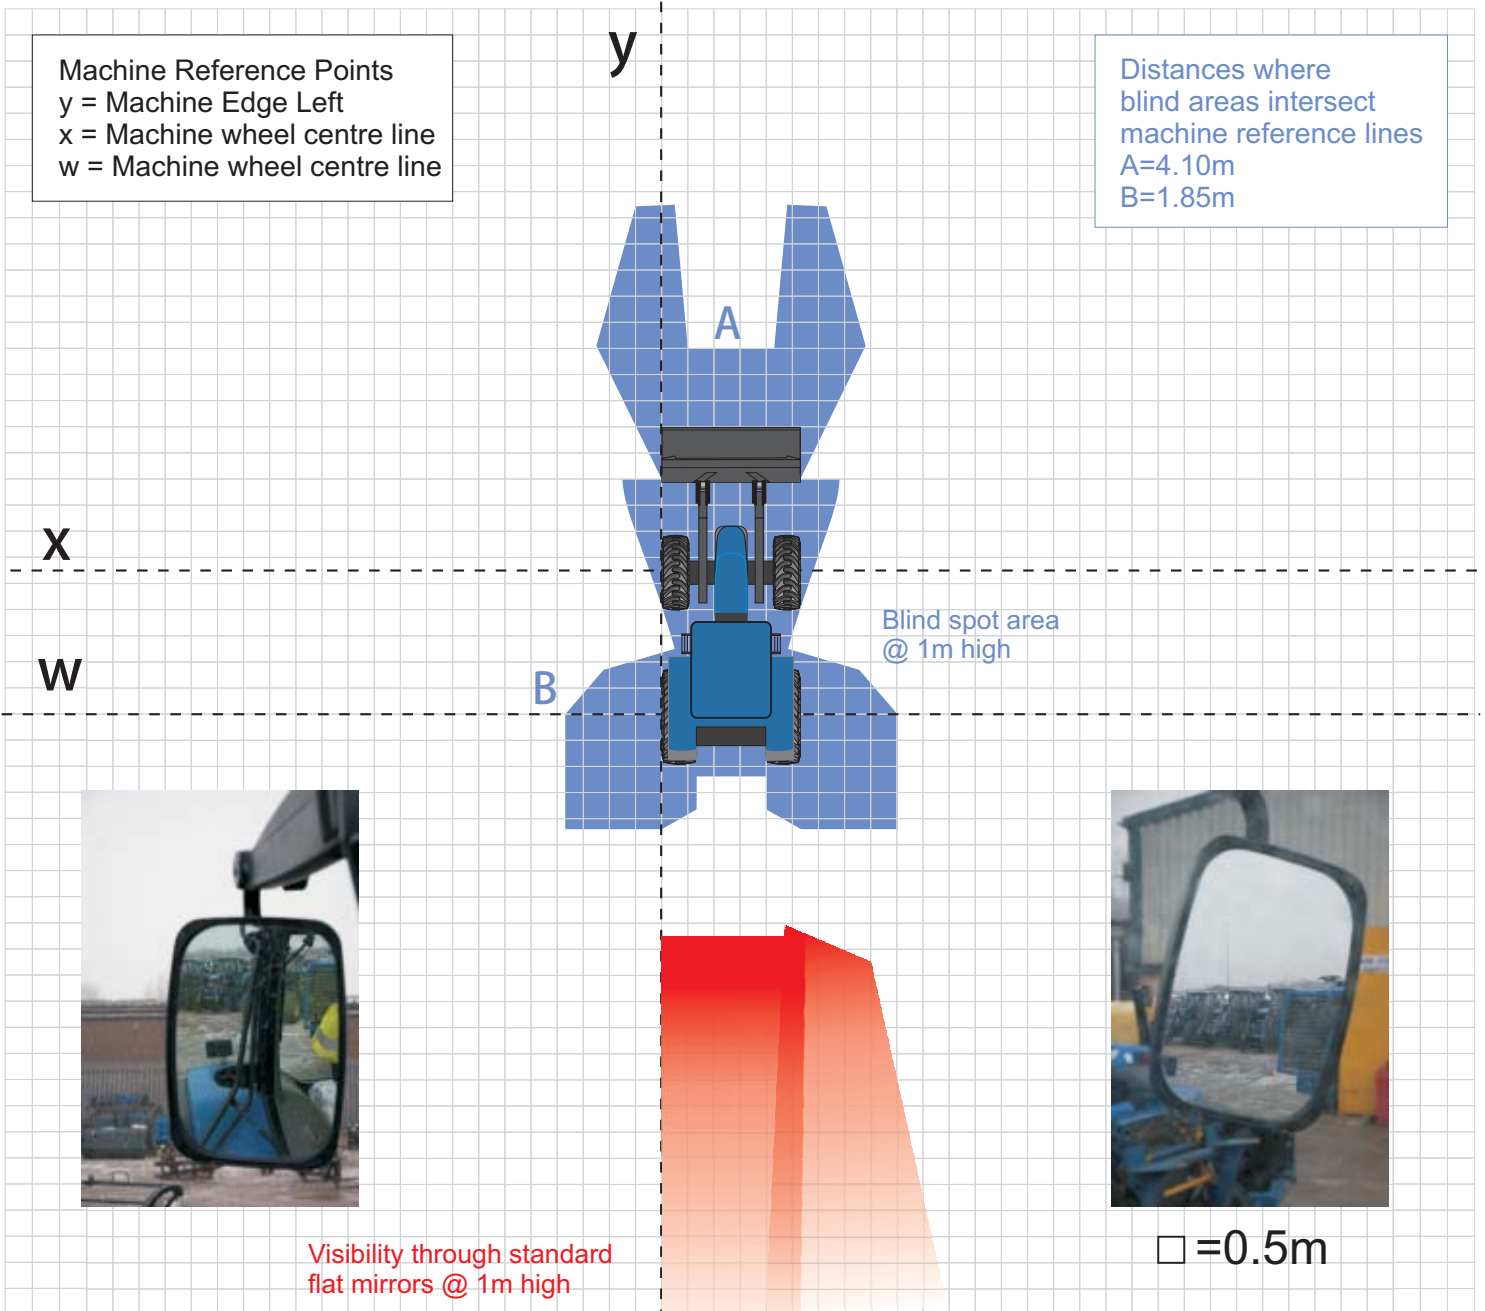 y
Machine Reference Points
y = Machine Edge Left
x = Machine wheel centre line
w = Machine wheel centre line
Distances where
blind areas intersect
machine reference lines
A=4.10m
B=1.85m
A
x
Blind spot area
@ 1m high
w
B
Visibility through standard
flat mirrors @ 1m high
□ =0.5m